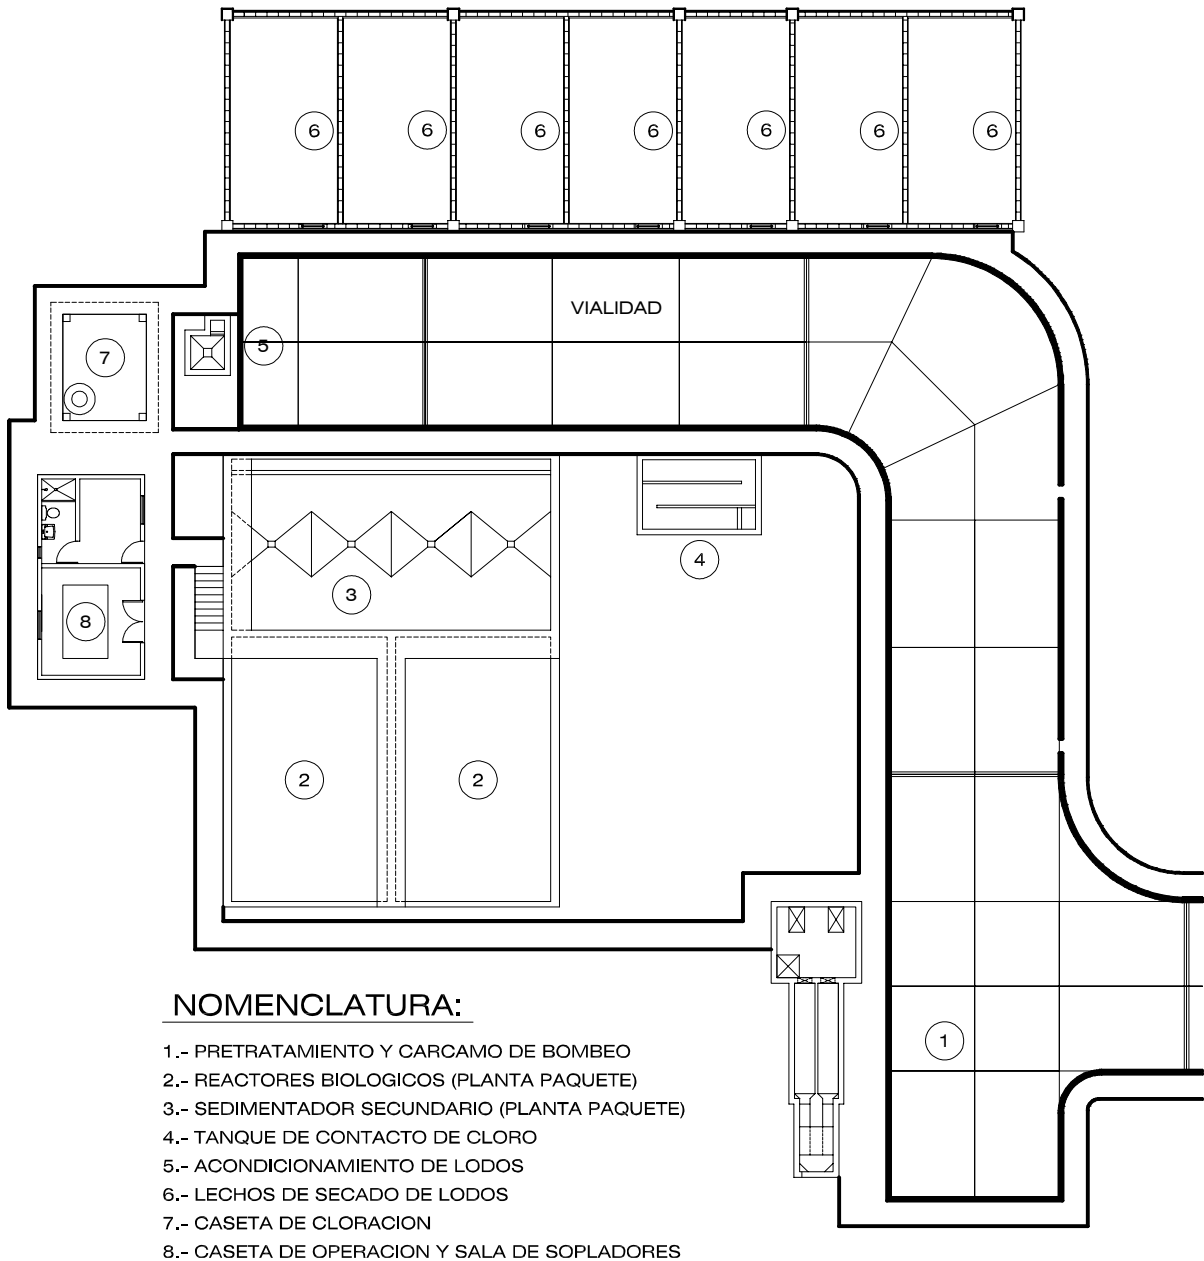 6 6 6 6 6 6 6
VIALIDAD
5
7
4
3
8
2 2
1
NOMENCLATURA:
1.- PRETRATAMIENTO Y CARCAMO DE BOMBEO
2.- REACTORES BIOLOGICOS (PLANTA PAQUETE)
3.- SEDIMENTADOR SECUNDARIO (PLANTA PAQUETE)
4.- TANQUE DE CONTACTO DE CLORO
5.- ACONDICIONAMIENTO DE LODOS
6.- LECHOS DE SECADO DE LODOS
7.- CASETA DE CLORACION
8.- CASETA DE OPERACION Y SALA DE SOPLADORES